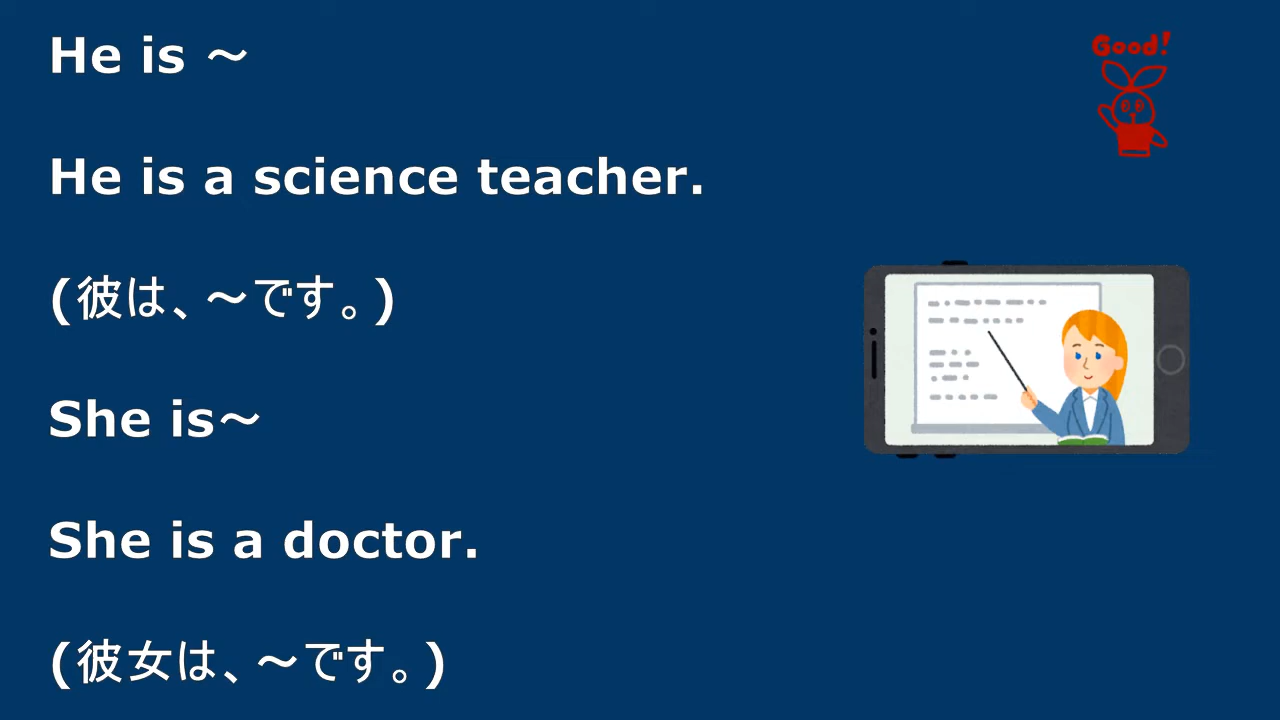 He is ～
Good!
He is a science teacher.
(彼は、～です。)
She is～
She is a doctor.
(彼女は、～です。)